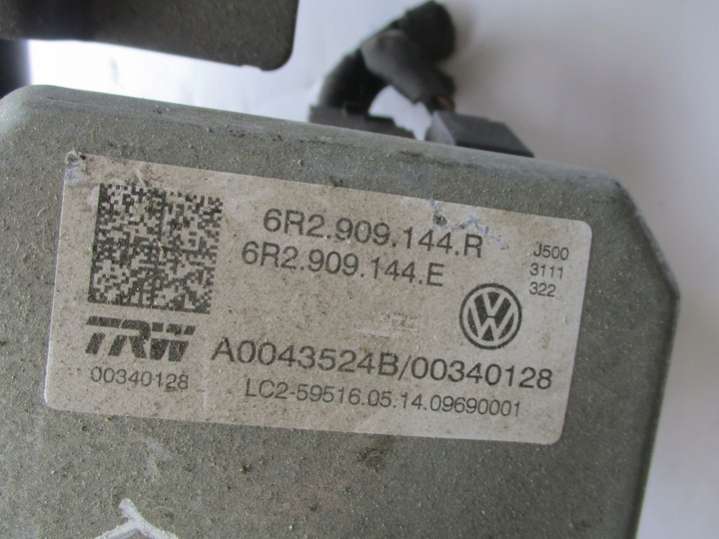 6R2.909.144.R
6R2.909.144.E
J500
3111
322
TRW
A0043524B/00340128
00340128
LC2-59516.05.14.09690001